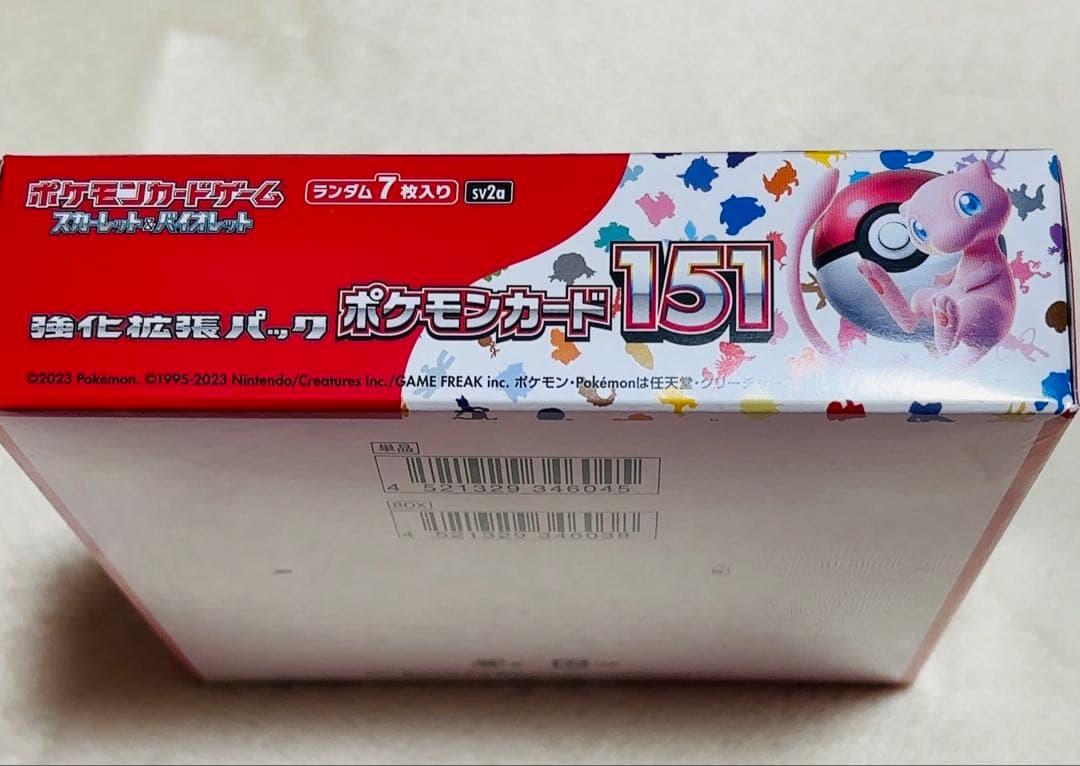 ポケモンカードゲーム
スカーレット&バイオレット
ランダム7枚入り sv2a
強化拡張パック ポケモンカード151
©2023 Pokémon. ©1995-2023 Nintendo/Creatures Inc./GAME FREAK inc. ポケモン・Pokémonは任天堂・クリーチャーズ
単品
4 521329 346045
BOX
4 521329 346038